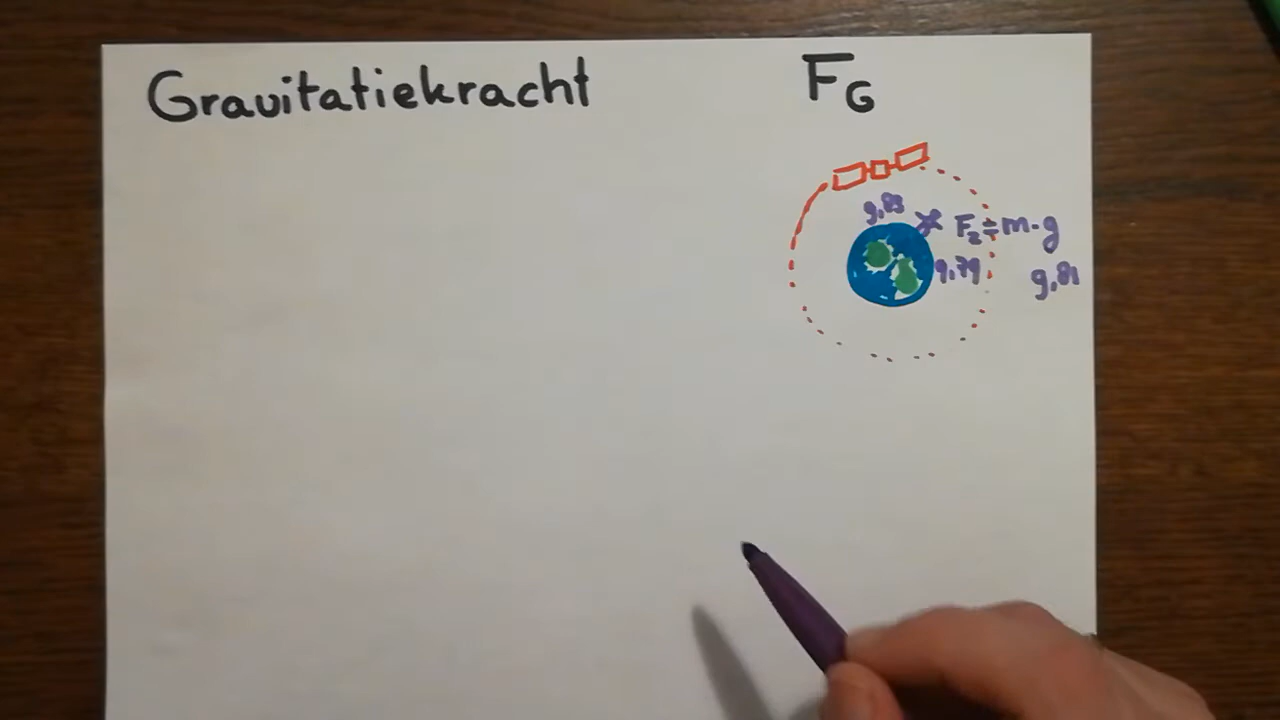 Gravitatiekracht F_G
9,83
F_z = m·g
9,79
9,81